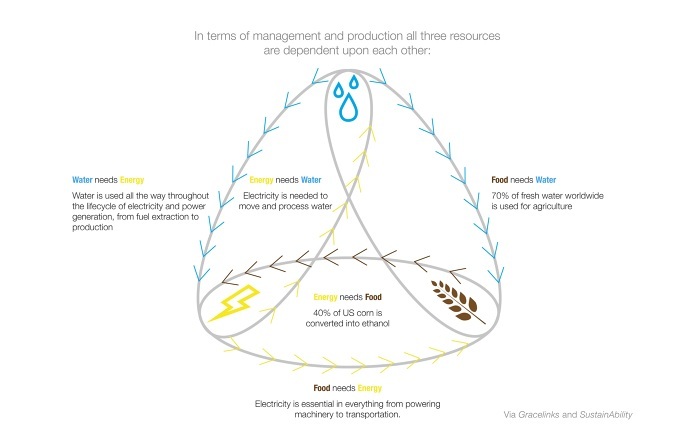 In terms of management and production all three resources
are dependent upon each other:
Water needs Energy
Water is used all the way throughout
the lifecycle of electricity and power
generation, from fuel extraction to
production
Energy needs Water
Electricity is needed to
move and process water
Food needs Water
70% of fresh water worldwide
is used for agriculture
Energy needs Food
40% of US corn is
converted into ethanol
Food needs Energy
Electricity is essential in everything from powering
machinery to transportation.
Via Gracelinks and SustainAbility